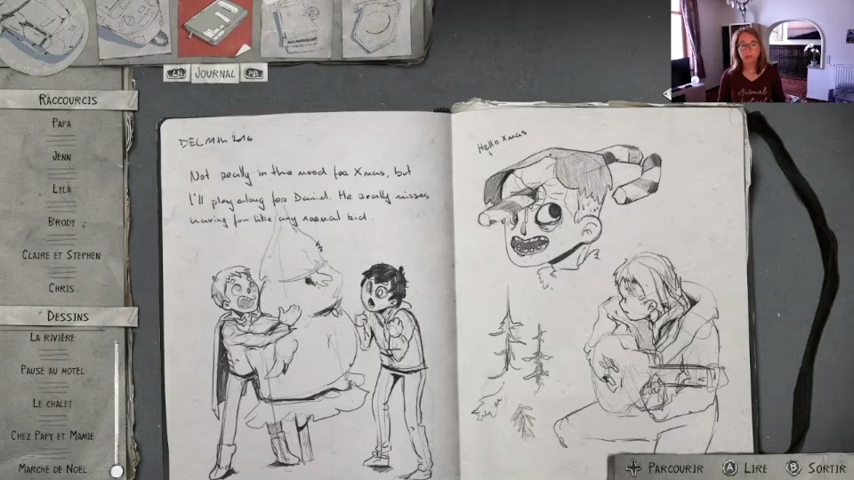 LB JOURNAL RB
RACCOURCIS
PAPA
JENN
LYLA
BRODY
CLAIRE ET STEPHEN
CHRIS
DESSINS
LA RIVIÈRE
PAUSE AU MOTEL
LE CHALET
CHEZ PAPY ET MAMIE
MARCHÉ DE NOËL
2016
Not really in the mood for Xmas, but
I'll play along for Daniel. He really misses
having fun like any normal kid.
Hello Xmas
PARCOURIR A LIRE B SORTIR